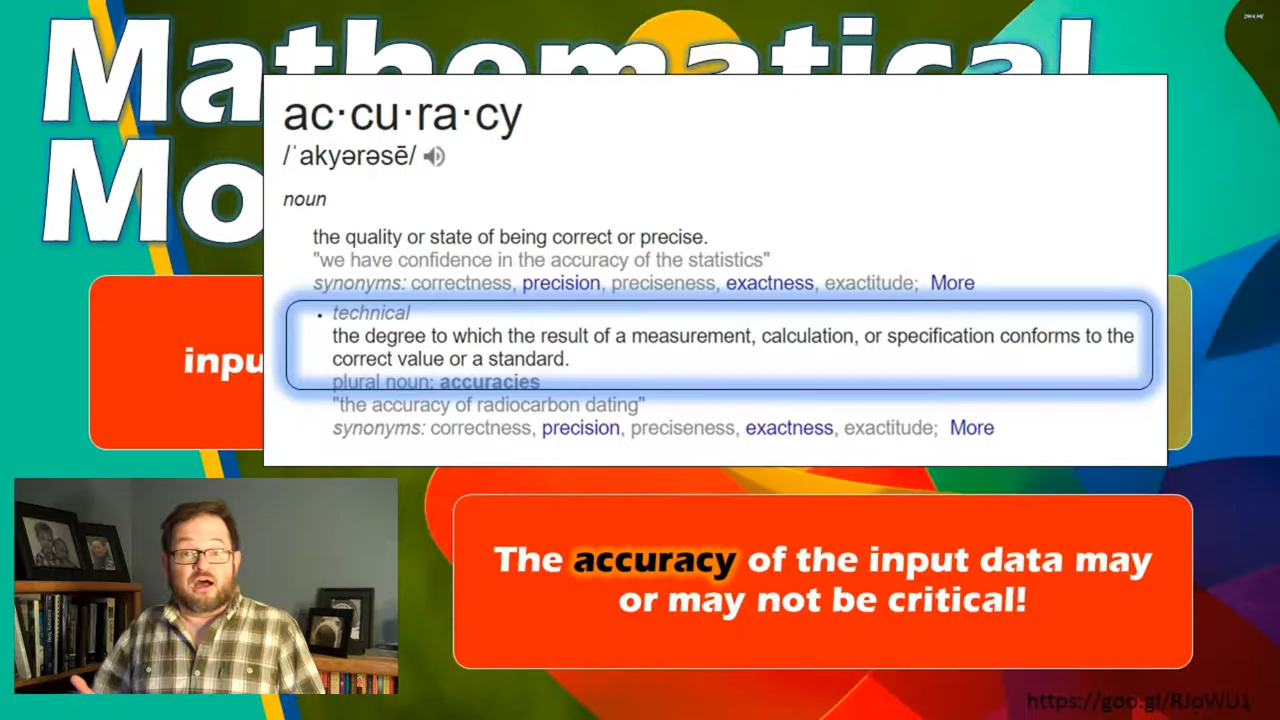 DW4.ME
Mathematical
Mo
ac·cu·ra·cy
/ˈakyərəsē/
noun
the quality or state of being correct or precise.
"we have confidence in the accuracy of the statistics"
synonyms: correctness, precision, preciseness, exactness, exactitude; More
• technical
the degree to which the result of a measurement, calculation, or specification conforms to the
correct value or a standard.
plural noun: accuracies
"the accuracy of radiocarbon dating"
synonyms: correctness, precision, preciseness, exactness, exactitude; More
inpu
The accuracy of the input data may
or may not be critical!
https://goo.gl/RJoWU1